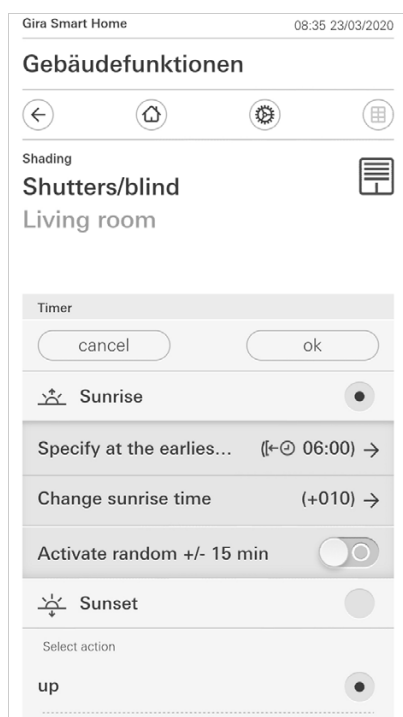 Gira Smart Home 08:35 23/03/2020
Gebäudefunktionen
Shading
Shutters/blind
Living room
Timer
cancel ok
Sunrise
Specify at the earlies... ([←🕘 06:00) →
Change sunrise time (+010) →
Activate random +/- 15 min
Sunset
Select action
up